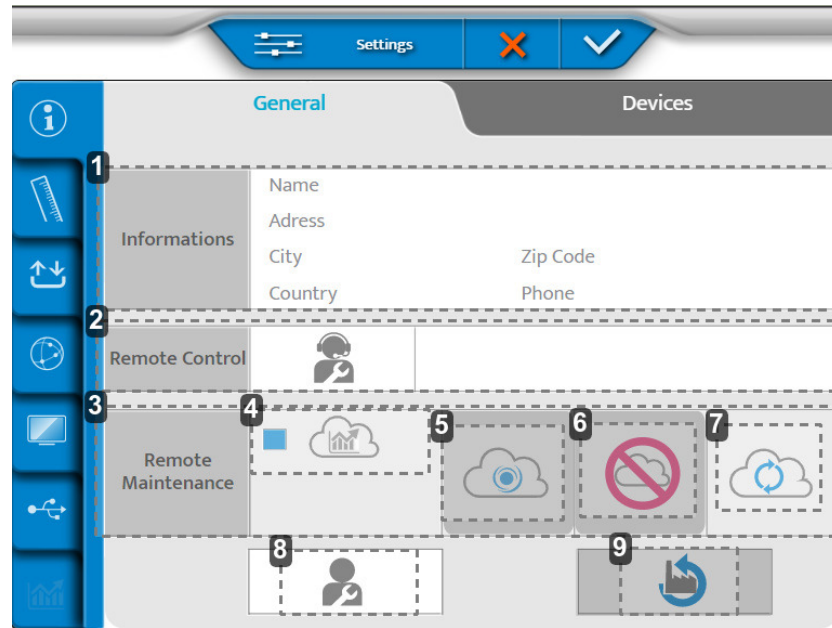 Settings
General
Devices
1
Informations
Name
Adress
City
Zip Code
Country
Phone
2
Remote Control
3
Remote
Maintenance
4
5
6
7
8
9